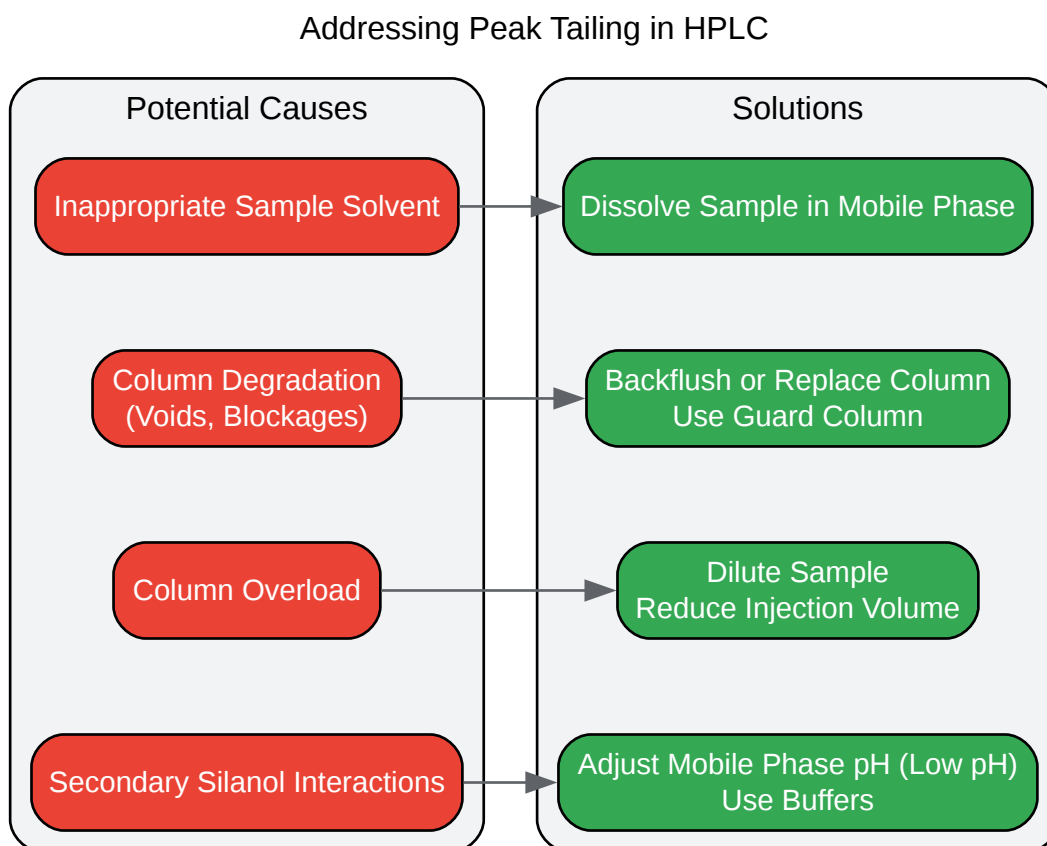 Addressing Peak Tailing in HPLC
Potential Causes
Solutions
Inappropriate Sample Solvent
Dissolve Sample in Mobile Phase
Column Degradation
(Voids, Blockages)
Backflush or Replace Column
Use Guard Column
Column Overload
Dilute Sample
Reduce Injection Volume
Secondary Silanol Interactions
Adjust Mobile Phase pH (Low pH)
Use Buffers